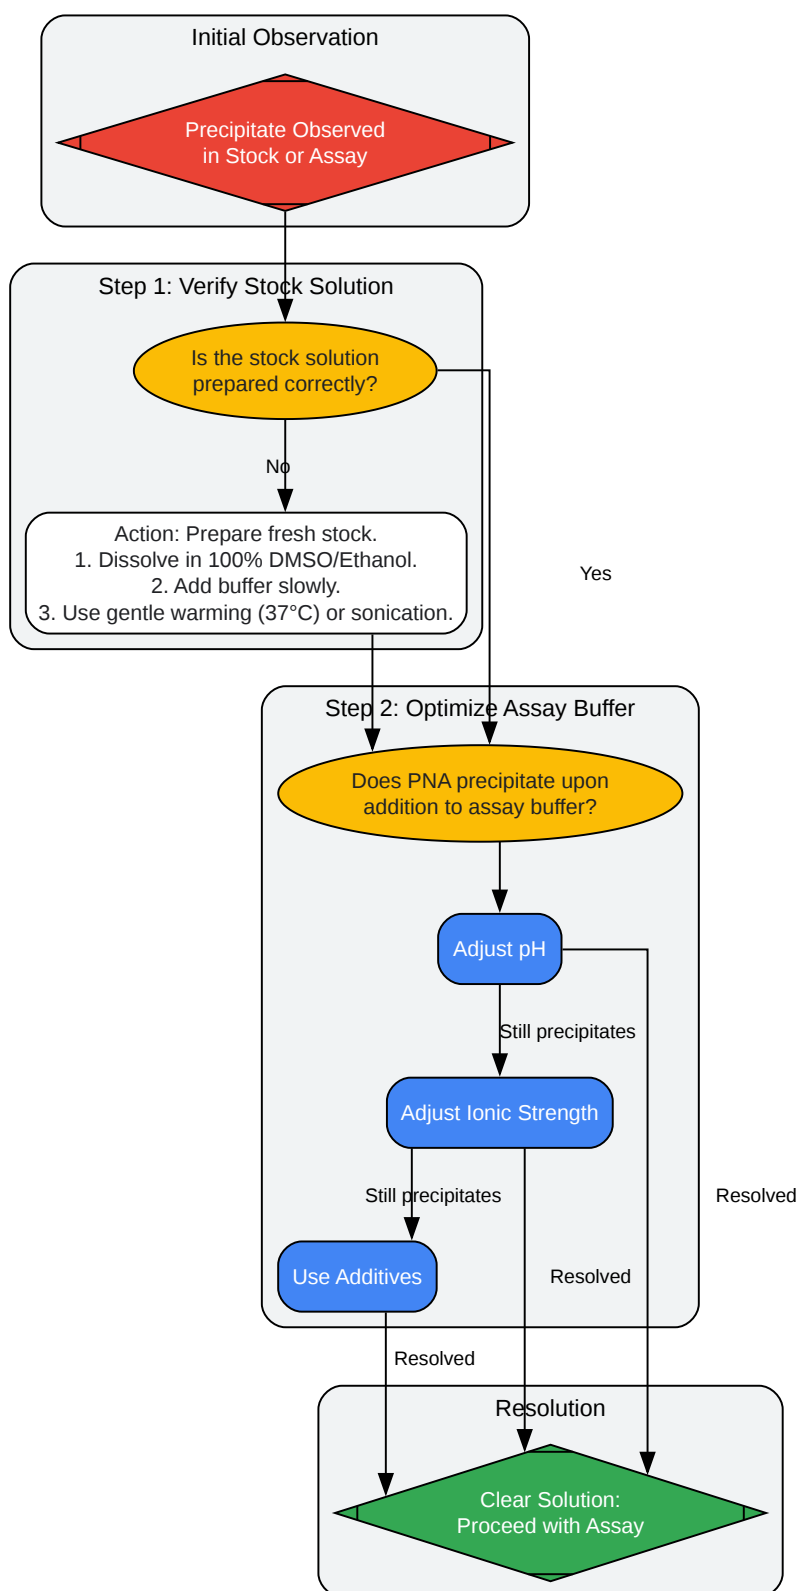 Initial Observation
Precipitate Observed
in Stock or Assay
Step 1: Verify Stock Solution
Is the stock solution
prepared correctly?
No
Action: Prepare fresh stock.
1. Dissolve in 100% DMSO/Ethanol.
2. Add buffer slowly.
3. Use gentle warming (37°C) or sonication.
Yes
Step 2: Optimize Assay Buffer
Does PNA precipitate upon
addition to assay buffer?
Adjust pH
Still precipitates
Adjust Ionic Strength
Still precipitates
Resolved
Use Additives
Resolved
Resolved
Resolution
Clear Solution:
Proceed with Assay